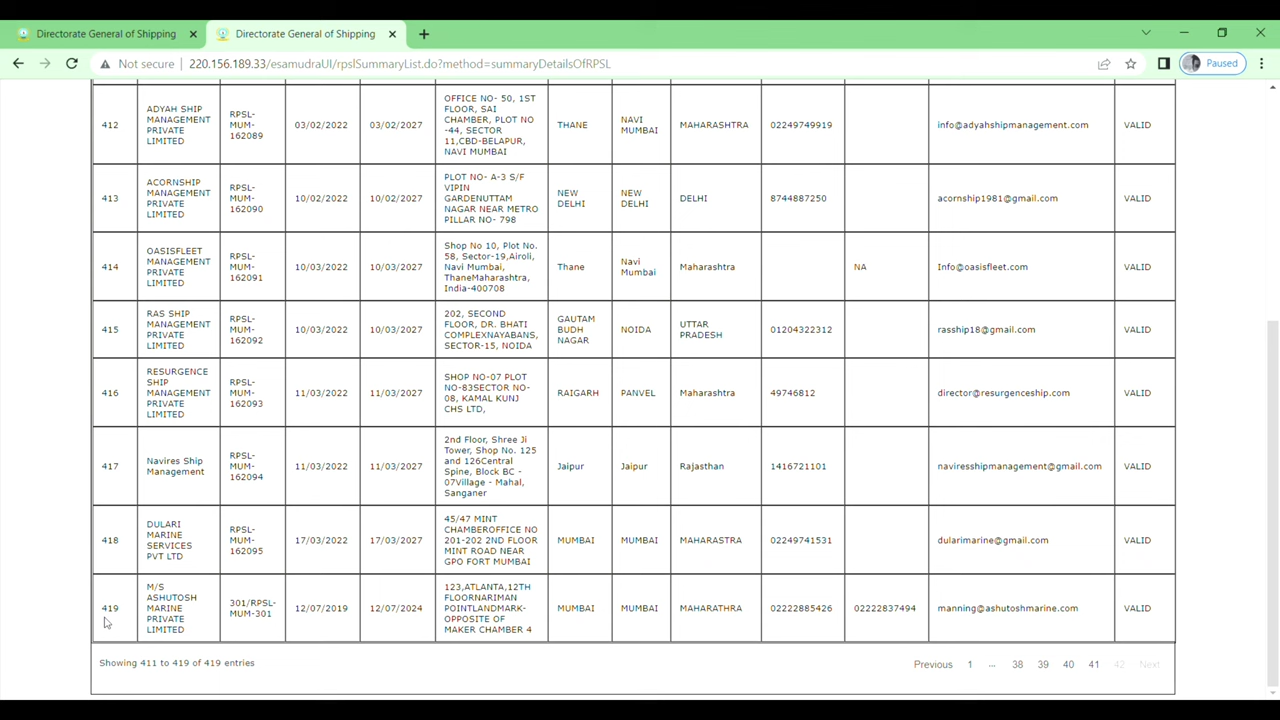 Directorate General of Shipping
Directorate General of Shipping
Not secure 220.156.189.33/esamudraUI/rpslSummaryList.do?method=summaryDetailsOfRPSL
Paused
412
ADYAH SHIP
MANAGEMENT
PRIVATE
LIMITED
RPSL-
MUM-
162089
03/02/2022
03/02/2027
OFFICE NO- 50, 1ST
FLOOR, SAI
CHAMBER, PLOT NO
-44, SECTOR
11,CBD-BELAPUR,
NAVI MUMBAI
THANE
NAVI
MUMBAI
MAHARASHTRA
02249749919
info@adyahshipmanagement.com
VALID
413
ACORNSHIP
MANAGEMENT
PRIVATE
LIMITED
RPSL-
MUM-
162090
10/02/2022
10/02/2027
PLOT NO- A-3 S/F
VIPIN
GARDENUTTAM
NAGAR NEAR METRO
PILLAR NO- 798
NEW
DELHI
NEW
DELHI
DELHI
8744887250
acornship1981@gmail.com
VALID
414
OASISFLEET
MANAGEMENT
PRIVATE
LIMITED
RPSL-
MUM-
162091
10/03/2022
10/03/2027
Shop No 10, Plot No.
58, Sector-19,Airoli,
Navi Mumbai,
ThaneMaharashtra,
India-400708
Thane
Navi
Mumbai
Maharashtra
NA
Info@oasisfleet.com
VALID
415
RAS SHIP
MANAGEMENT
PRIVATE
LIMITED
RPSL-
MUM-
162092
10/03/2022
10/03/2027
202, SECOND
FLOOR, DR. BHATI
COMPLEXNAYABANS,
SECTOR-15, NOIDA
GAUTAM
BUDH
NAGAR
NOIDA
UTTAR
PRADESH
01204322312
rasship18@gmail.com
VALID
416
RESURGENCE
SHIP
MANAGEMENT
PRIVATE
LIMITED
RPSL-
MUM-
162093
11/03/2022
11/03/2027
SHOP NO-07 PLOT
NO-83SECTOR NO-
08, KAMAL KUNJ
CHS LTD,
RAIGARH
PANVEL
Maharashtra
49746812
director@resurgenceship.com
VALID
417
Navires Ship
Management
RPSL-
MUM-
162094
11/03/2022
11/03/2027
2nd Floor, Shree Ji
Tower, Shop No. 125
and 126Central
Spine, Block BC -
07Village - Mahal,
Sanganer
Jaipur
Jaipur
Rajasthan
1416721101
naviresshipmanagement@gmail.com
VALID
418
DULARI
MARINE
SERVICES
PVT LTD
RPSL-
MUM-
162095
17/03/2022
17/03/2027
45/47 MINT
CHAMBEROFFICE NO
201-202 2ND FLOOR
MINT ROAD NEAR
GPO FORT MUMBAI
MUMBAI
MUMBAI
MAHARASTRA
02249741531
dularimarine@gmail.com
VALID
419
M/S
ASHUTOSH
MARINE
PRIVATE
LIMITED
301/RPSL-
MUM-301
12/07/2019
12/07/2024
123,ATLANTA,12TH
FLOORNARIMAN
POINTLANDMARK-
OPPOSITE OF
MAKER CHAMBER 4
MUMBAI
MUMBAI
MAHARATHRA
02222885426
02222837494
manning@ashutoshmarine.com
VALID
Showing 411 to 419 of 419 entries
Previous 1 ... 38 39 40 41 42 Next